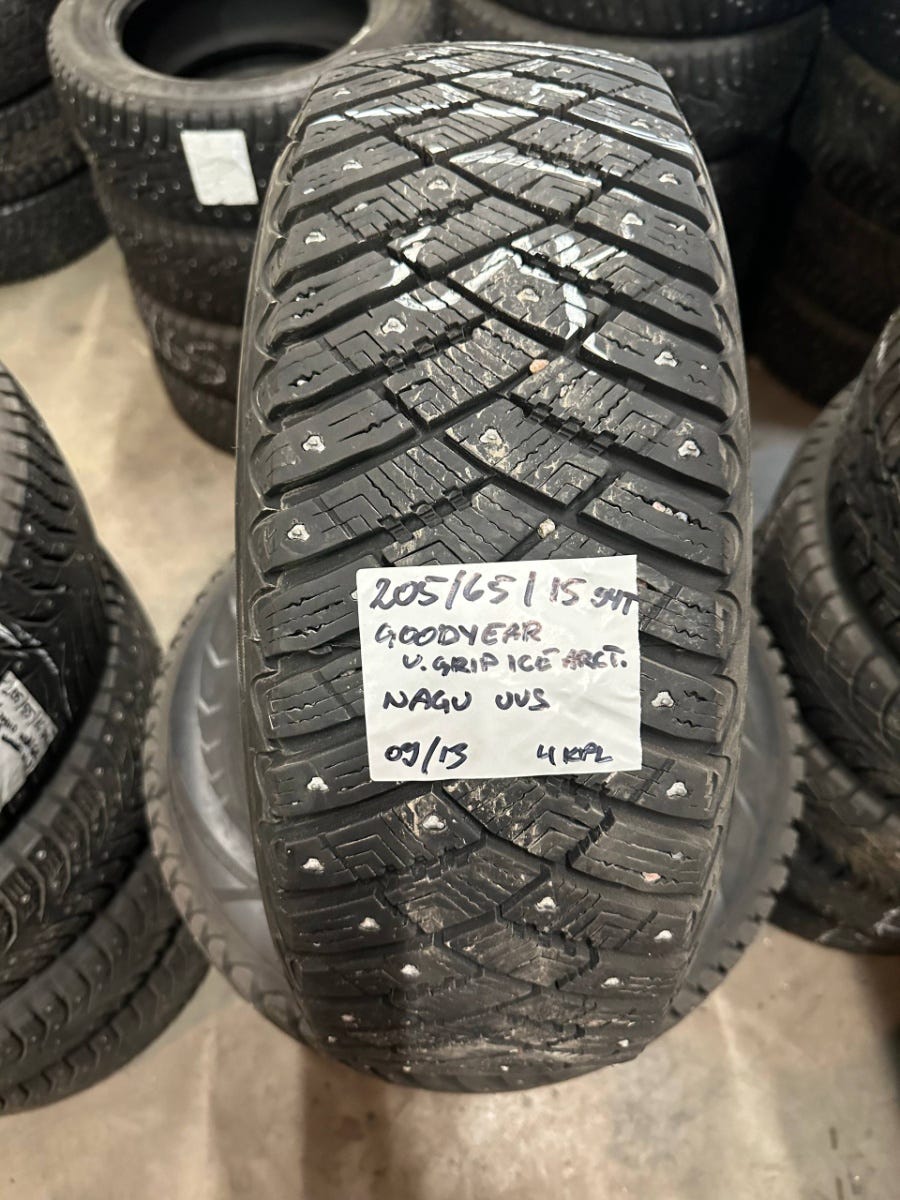 205/65/15 94T
GOODYEAR
U. GRIP ICE ARCT.
NAGU UUS
09/13 4 KPL